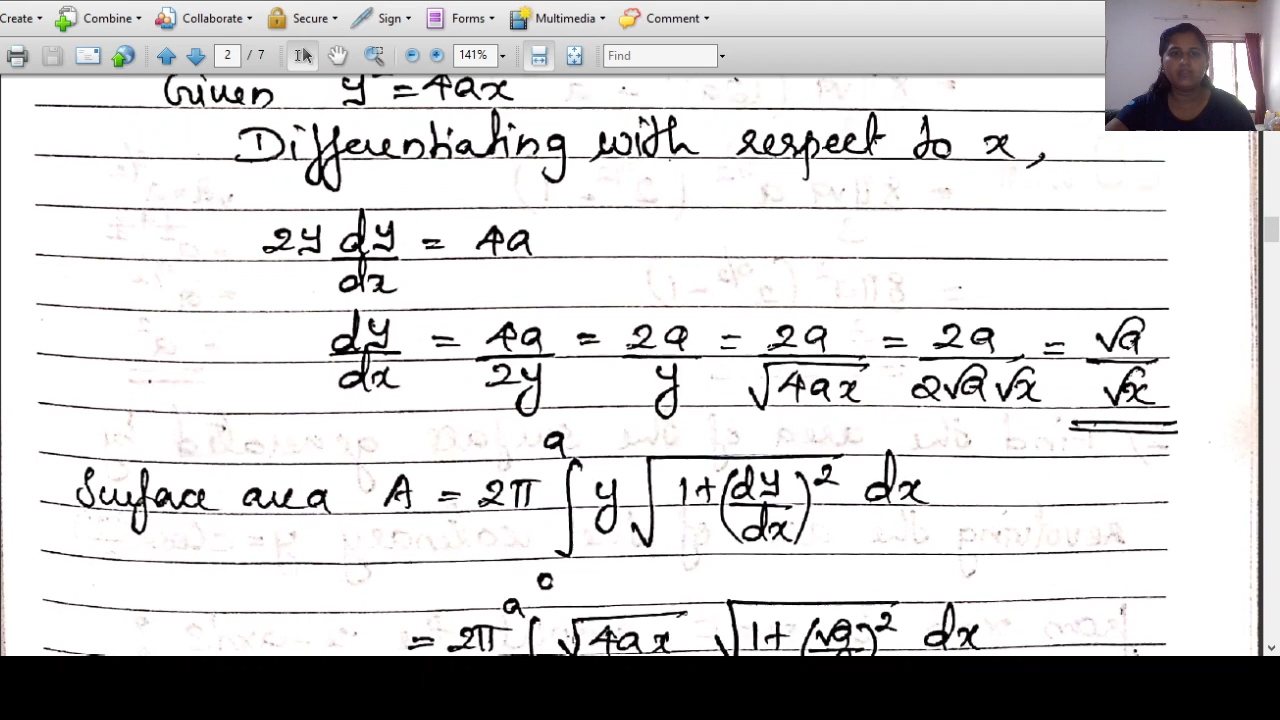 Create Combine Collaborate Secure Sign Forms Multimedia Comment
2 / 7 141% Find
Given y² = 4ax
Differentiating with respect to x,
2y dy/dx = 4a
dy/dx = 4a/2y = 2a/y = 2a/√4ax = 2a/2√a√x = √a/√x
Surface area A = 2π ∫₀ᵃ y √1+(dy/dx)² dx
= 2π ∫ᵃ √4ax √1+(√a/)² dx